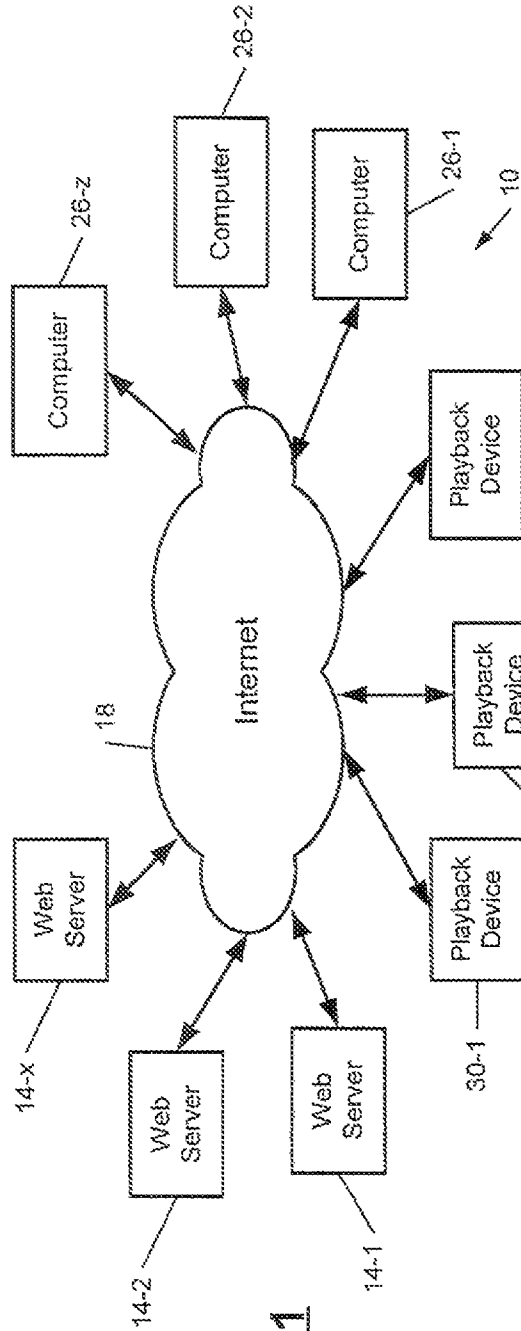 14-x
Web
Server
18
Computer
26-z
14-2
Web
Server
Internet
Computer
26-2
14-1
Web
Server
Computer
26-1
30-1
Playback
Device
Playback
Device
Playback
Device
10
1